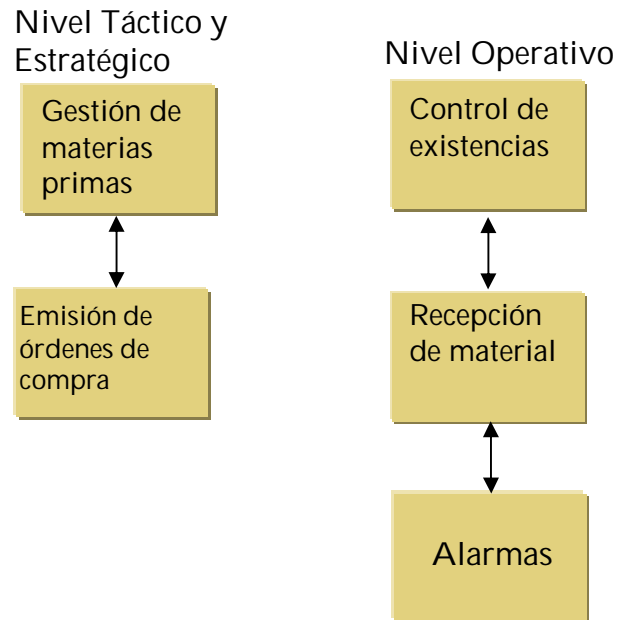 Nivel Táctico y
Estratégico
Gestión de
materias
primas
Emisión de
órdenes de
compra
Nivel Operativo
Control de
existencias
Recepción
de material
Alarmas